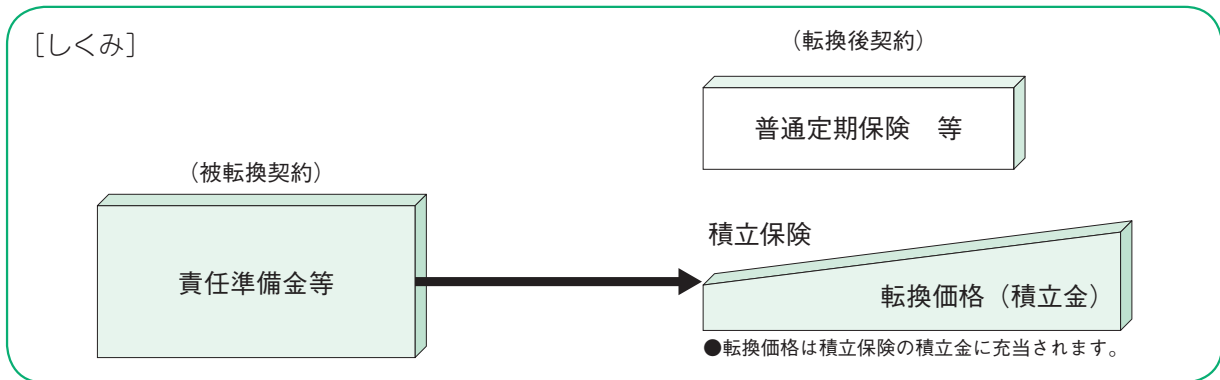 [しくみ]
（転換後契約）
普通定期保険　等
（被転換契約）
責任準備金等
積立保険
転換価格（積立金）
●転換価格は積立保険の積立金に充当されます。